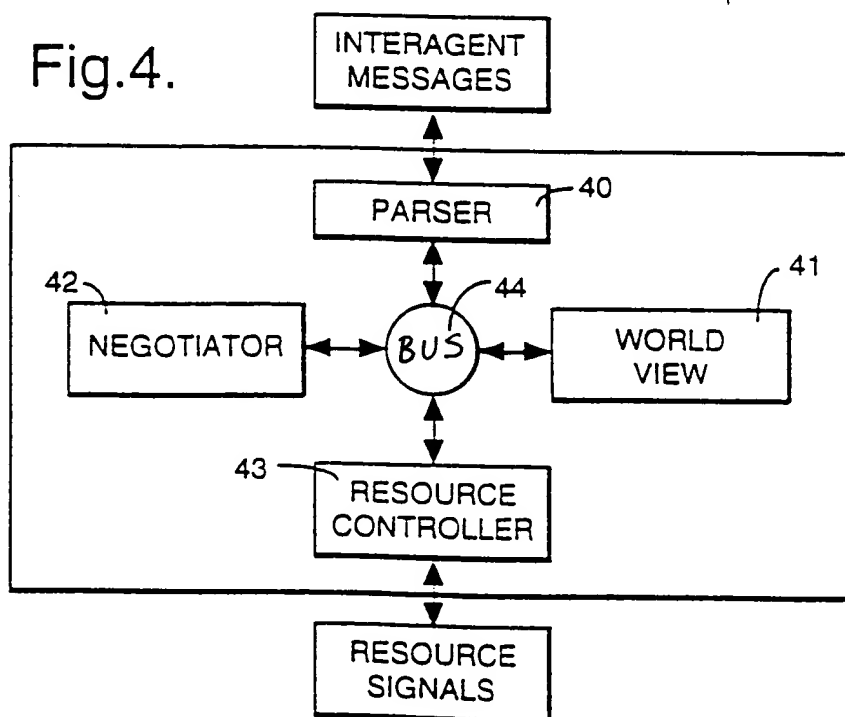 Fig.4.
INTERAGENT
MESSAGES
PARSER
40
42
44
41
NEGOTIATOR
BUS
WORLD
VIEW
43
RESOURCE
CONTROLLER
RESOURCE
SIGNALS